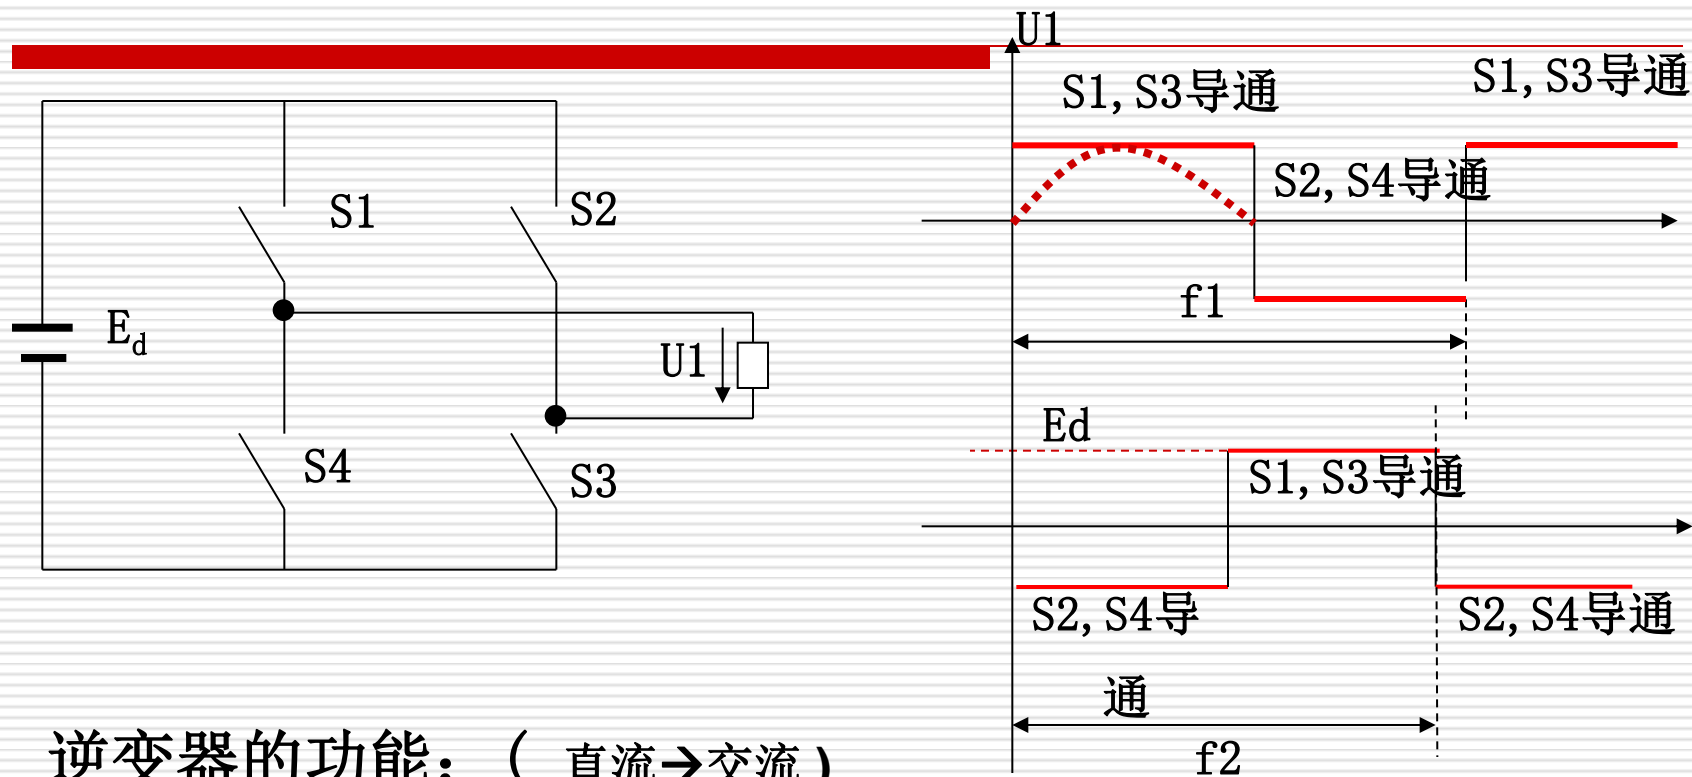 U1
S1,S3导通
S1,S3导通
S2,S4导通
S1
S2
f1
Ed
U1
Ed
S4
S3
S1,S3导通
S2,S4导
通
S2,S4导通
f2
逆变器的功能：（ 直流→交流）